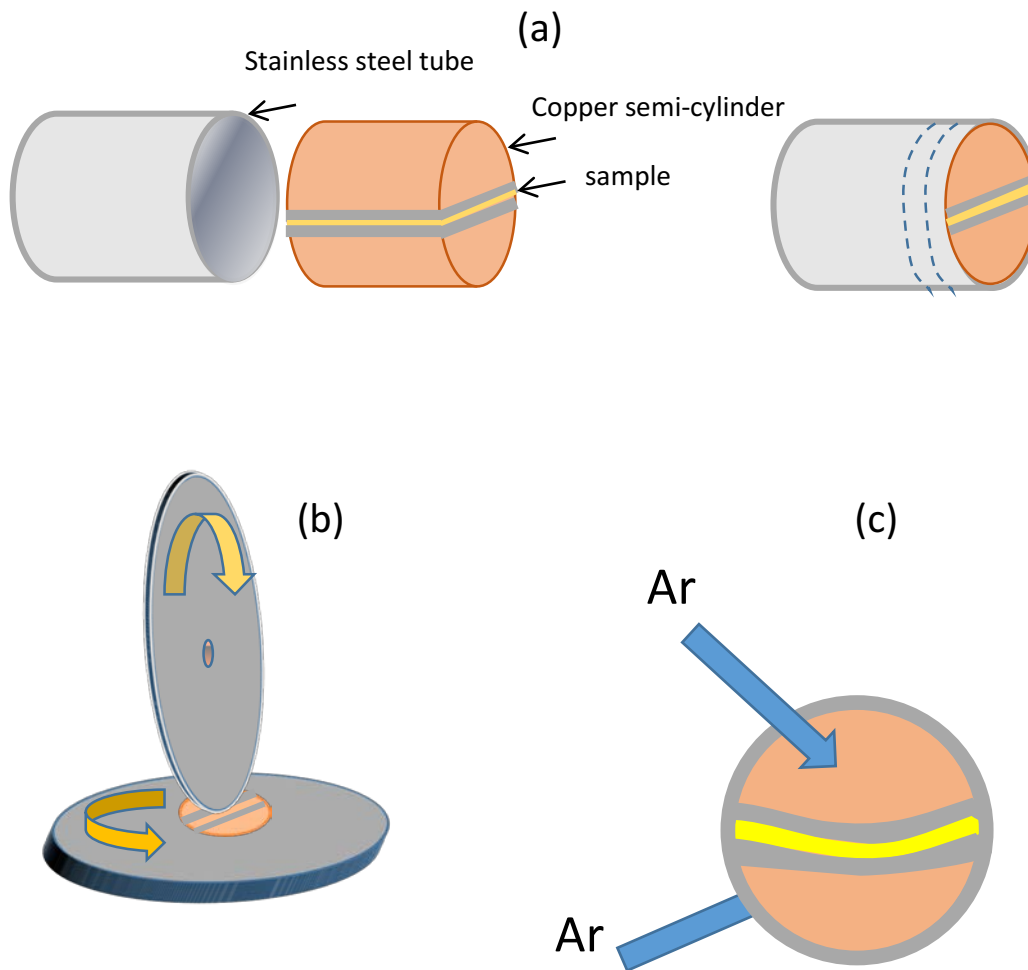 (a)
Stainless steel tube
Copper semi-cylinder
sample
(b)
(c)
Ar
Ar